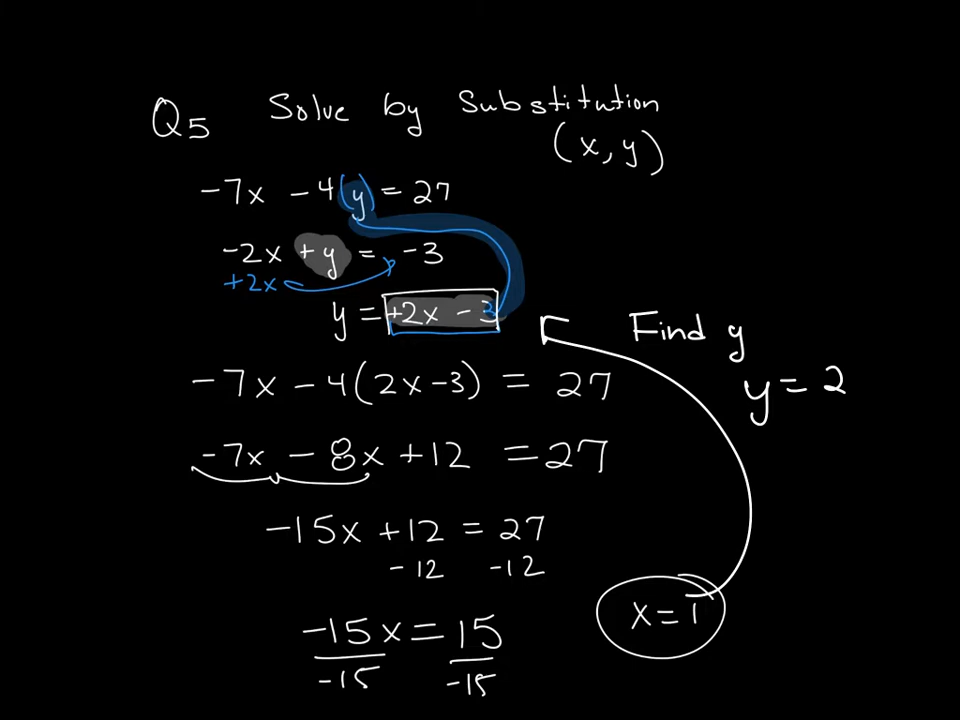 Q5 Solve by Substitution
(x, y)
-7x - 4(y) = 27
-2x + y = -3
+2x
y = +2x - 3
Find y
y = 2
-7x - 4(2x - 3) = 27
-7x - 8x + 12 = 27
-15x + 12 = 27
-12 -12
x = 1
-15x = 15
-15 -15